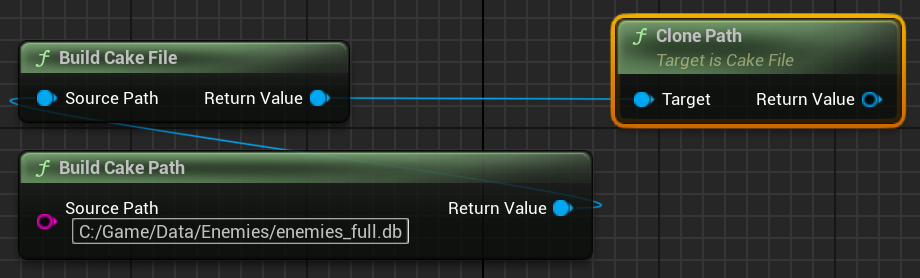 Build Cake File
Source Path
Return Value
Clone Path
Target is Cake File
Target
Return Value
Build Cake Path
Source Path
Return Value
C:/Game/Data/Enemies/enemies_full.db